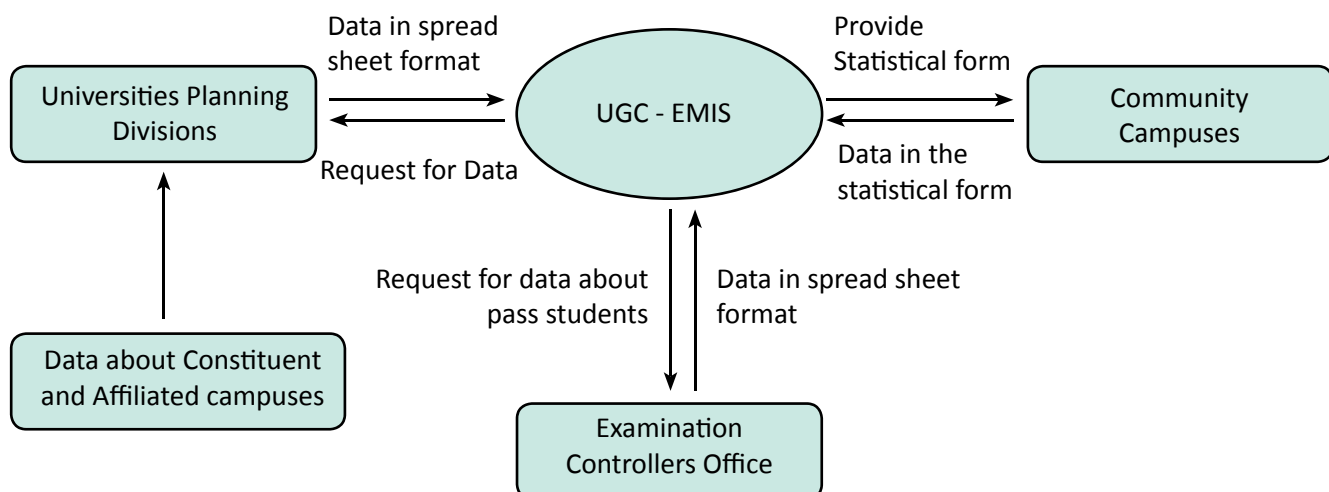 Data in spread
sheet format
Provide
Statistical form
Universities Planning
Divisions
UGC - EMIS
Community
Campuses
Request for Data
Data in the
statistical form
Request for data about
pass students
Data in spread sheet
format
Data about Constituent
and Affiliated campuses
Examination
Controllers Office